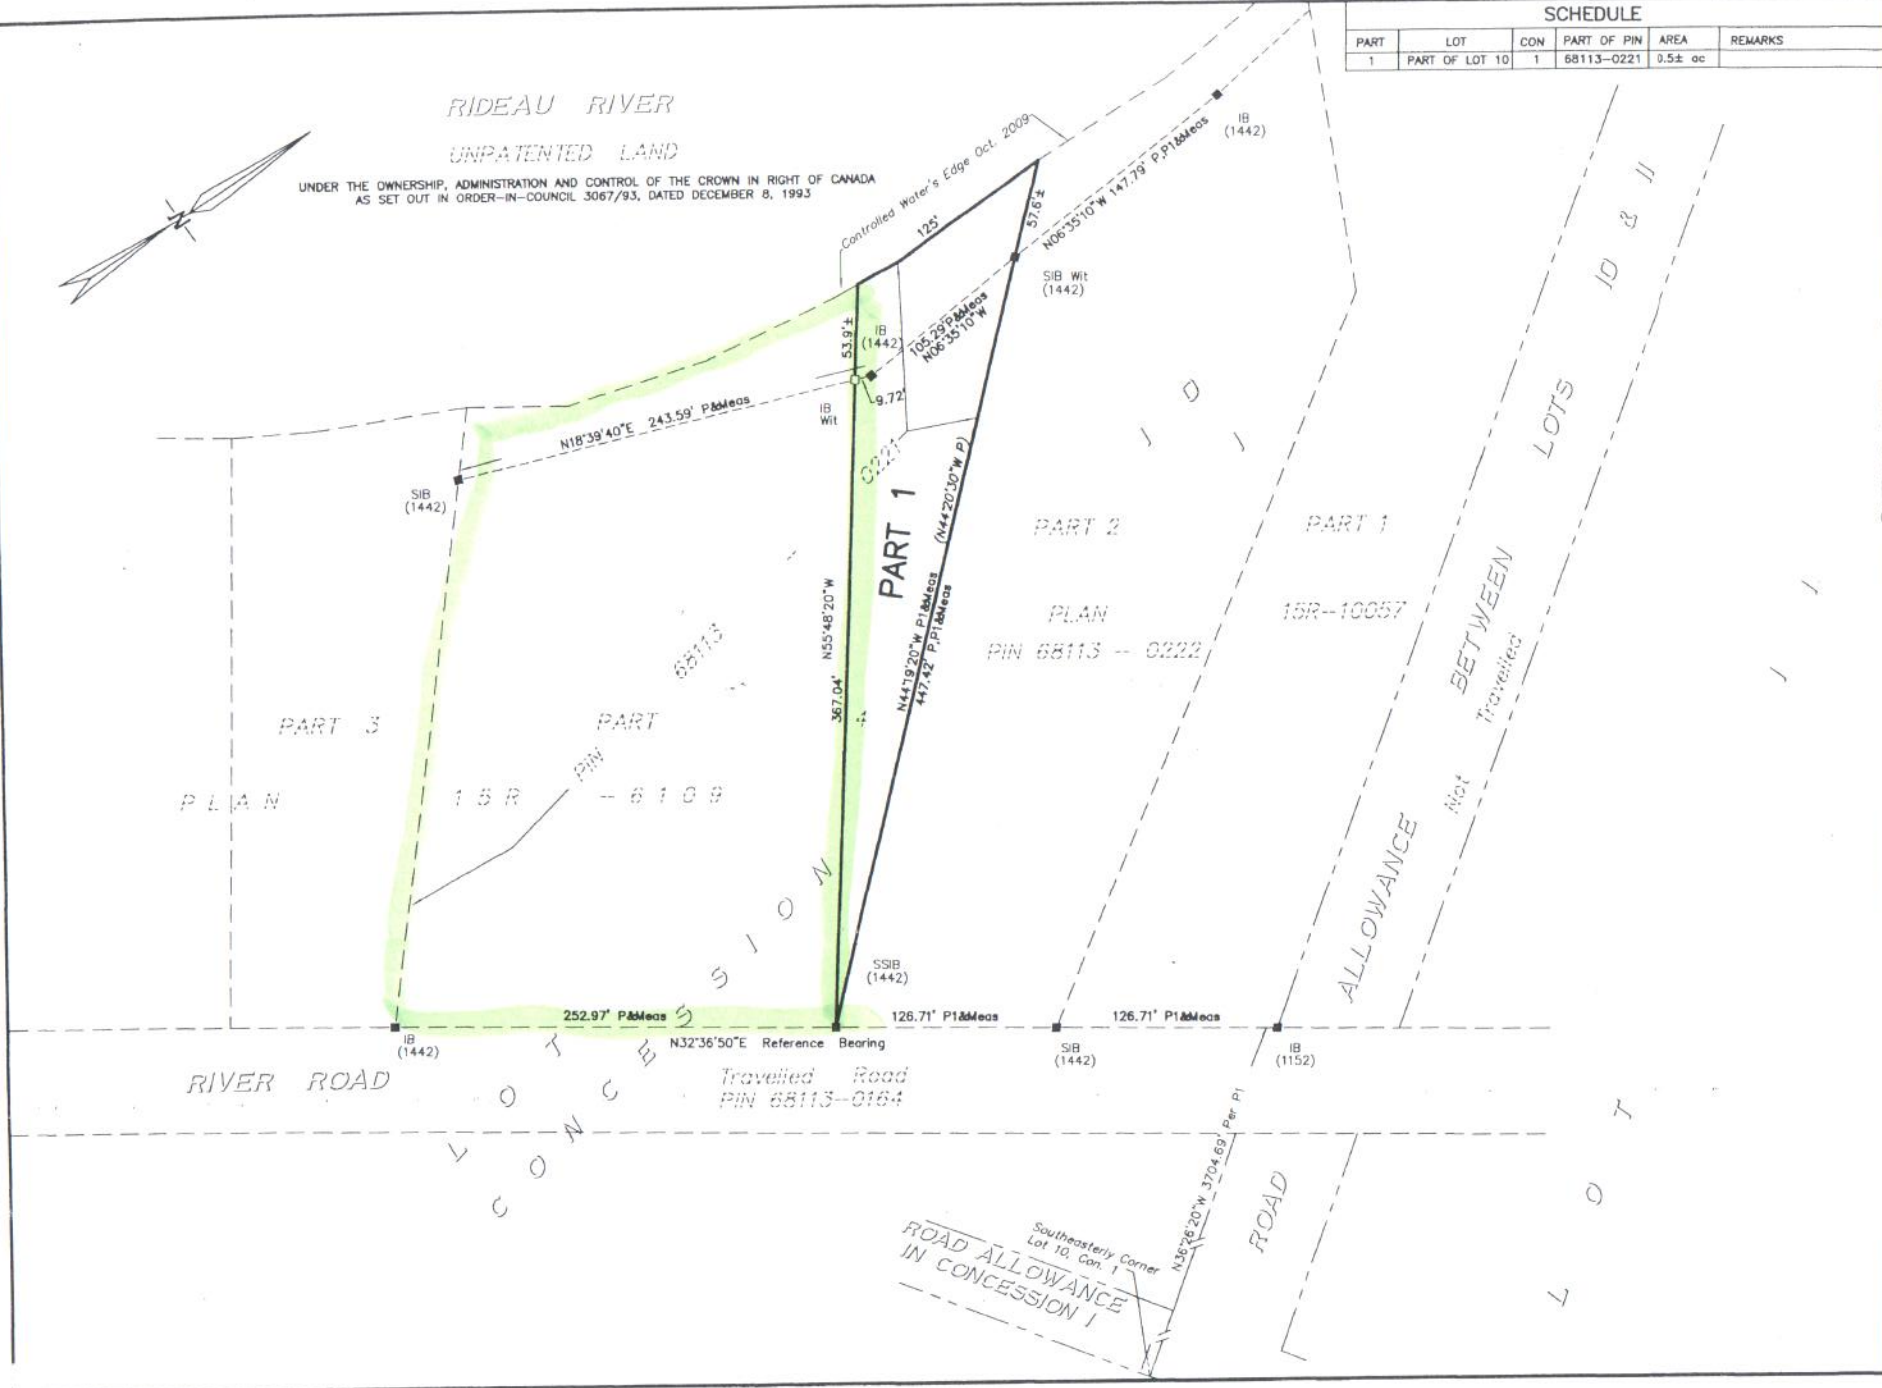 SCHEDULE
PART LOT CON PART OF PIN AREA REMARKS
1 PART OF LOT 10 1 68113-0221 0.5± ac
RIDEAU RIVER
UNPATENTED LAND
UNDER THE OWNERSHIP, ADMINISTRATION AND CONTROL OF THE CROWN IN RIGHT OF CANADA
AS SET OUT IN ORDER-IN-COUNCIL 3067/93, DATED DECEMBER 8, 1993
N
Controlled Water's Edge Oct. 2009
125'
57.6'±
N06°35'10"W 147.79' P,P1&Meas
IB
(1442)
SIB Wit
(1442)
53.9'±
IB
(1442)
105.29'P&Meas
N06°35'10"W
9.72'
IB
Wit
N18°39'40"E 243.59' P&Meas
SIB
(1442)
0221
PART 1
(N44°20'30"W P)
N44°19'20"W P1&Meas
447.42' P,P1&Meas
N55°48'20"W
367.04'
PART 2
PLAN
PIN 68113 - 0222
PART 1
15R-10057
LOTS 10 & 11
BETWEEN
ALLOWANCE
Not Travelled
ROAD
68113
PART 3
PART
PIN
PLAN
15R
- 6109
LOT 10
CONCESSION 1
LOT 11
SSIB
(1442)
252.97' P&Meas
126.71' P1&Meas
126.71' P1&Meas
N32°36'50"E Reference Bearing
IB
(1442)
SIB
(1442)
IB
(1152)
RIVER ROAD
Travelled Road
PIN 68113-0164
N36°26'20"W 3704.69' Per P1
Southeasterly Corner
Lot 10, Con. 1
ROAD ALLOWANCE
IN CONCESSION 1